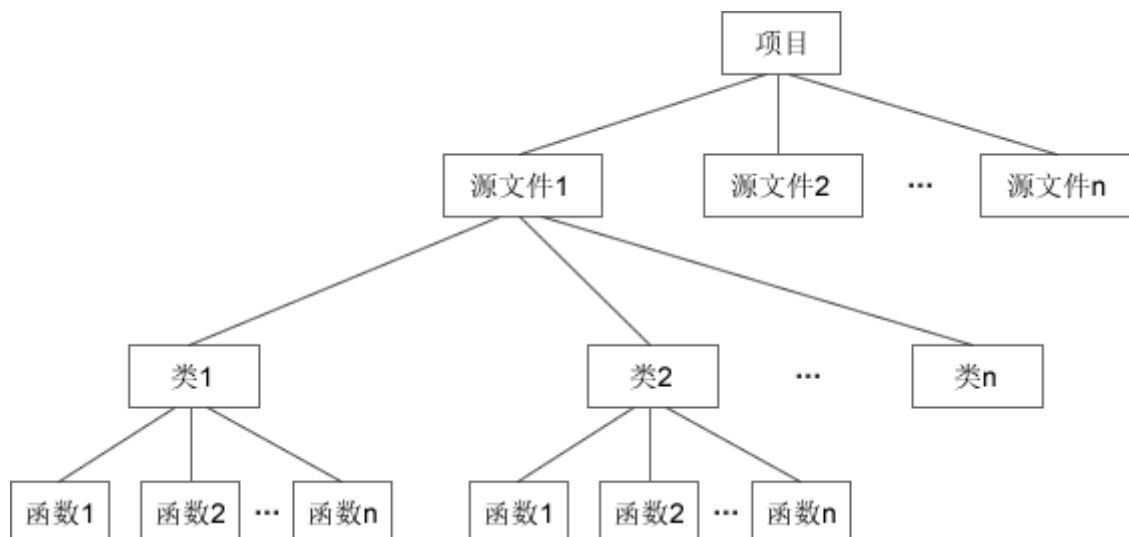 项目
源文件1 源文件2 ... 源文件n
类1 类2 ... 类n
函数1 函数2 ... 函数n 函数1 函数2 ... 函数n